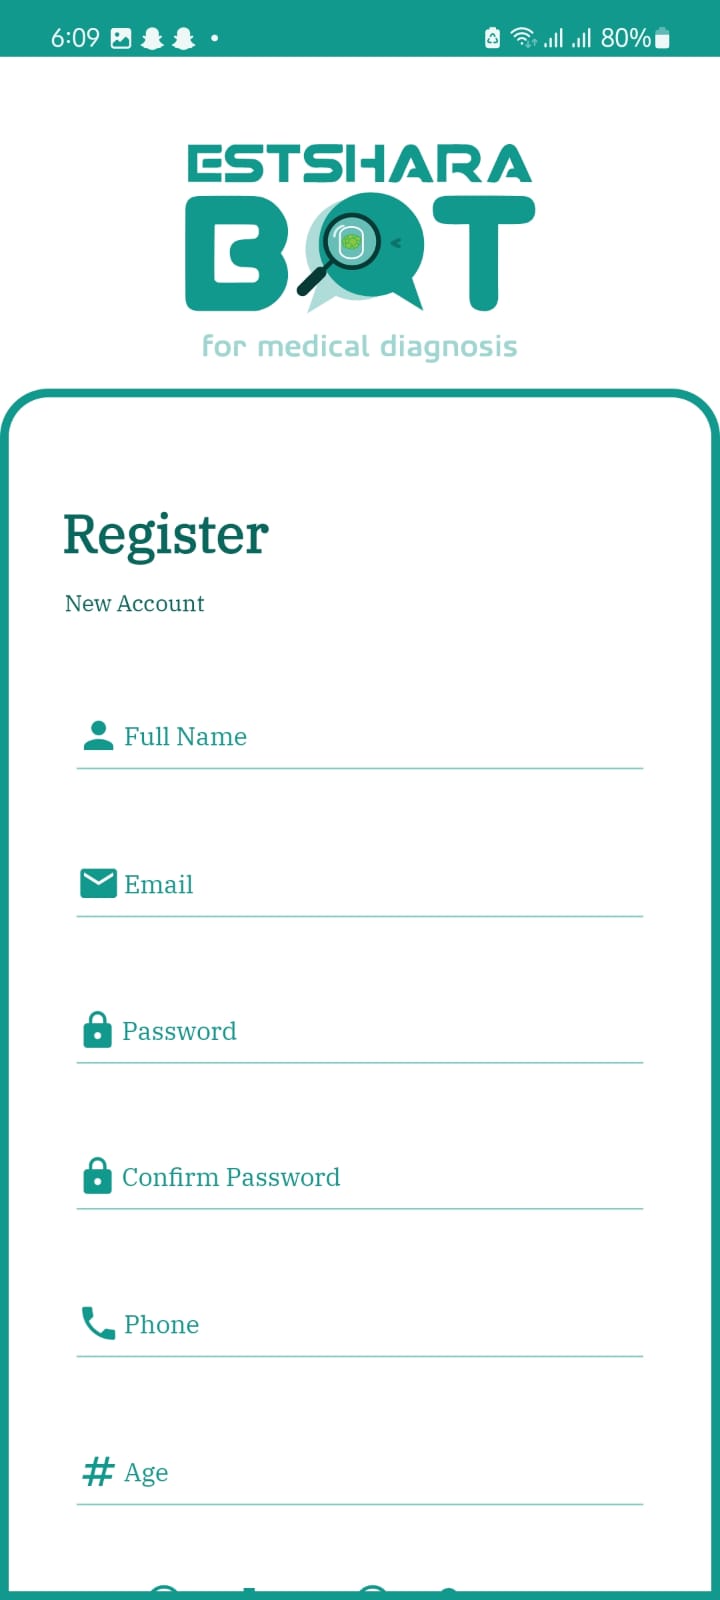 6:09
80%
ESTSHARA
BOT
for medical diagnosis
Register
New Account
Full Name
Email
Password
Confirm Password
Phone
# Age